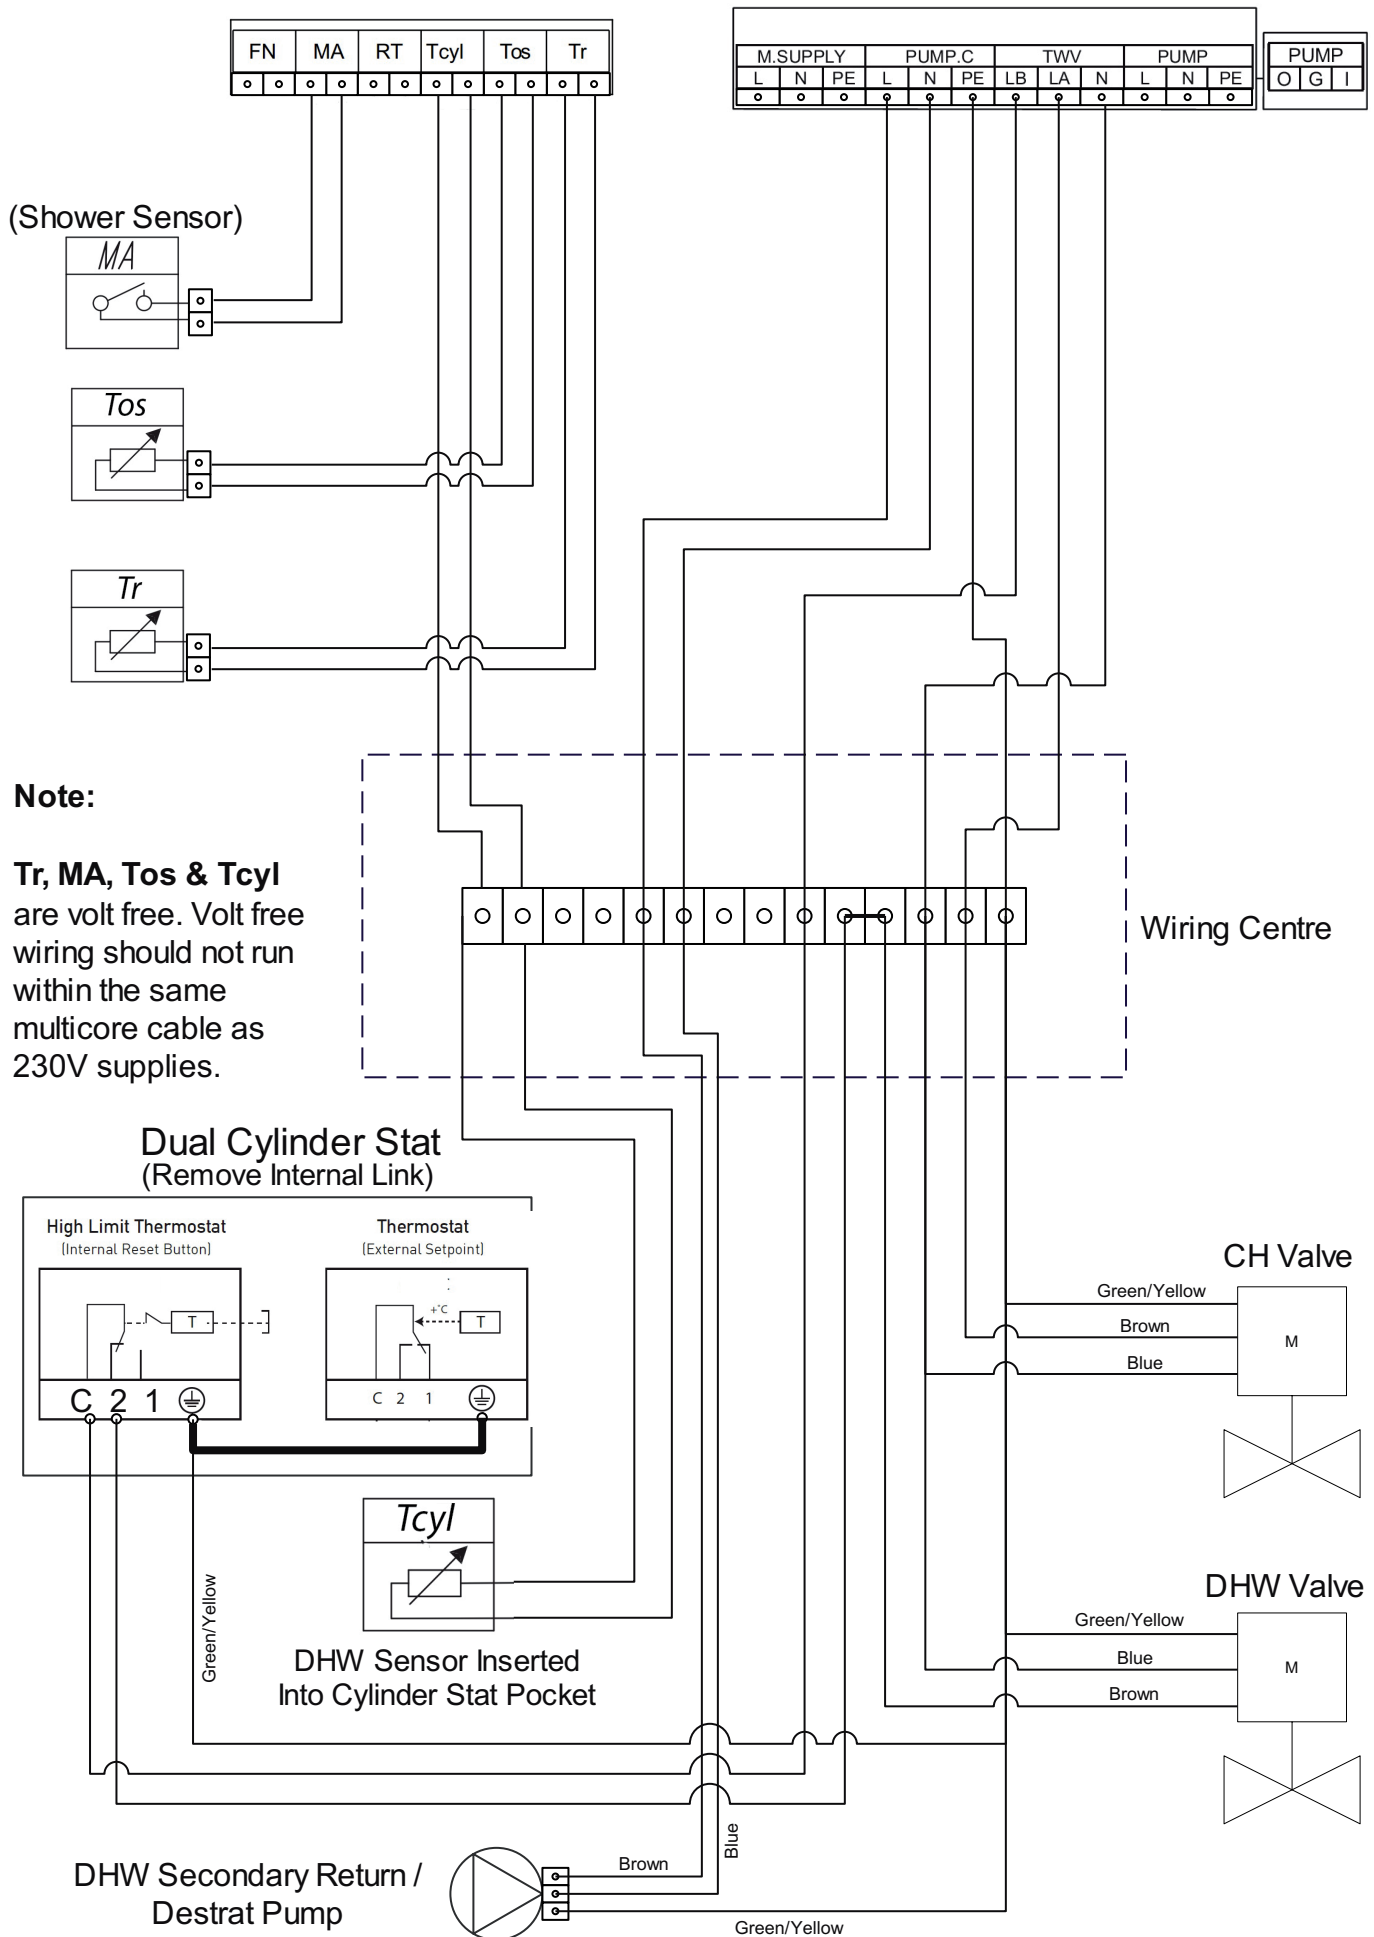 FN MA RT Tcyl Tos Tr
M.SUPPLY PUMP.C TWV PUMP
L N PE L N PE LB LA N L N PE
PUMP
O G I
(Shower Sensor)
MA
Tos
Tr
Note:
Tr, MA, Tos & Tcyl
are volt free. Volt free
wiring should not run
within the same
multicore cable as
230V supplies.
Wiring Centre
Dual Cylinder Stat
(Remove Internal Link)
High Limit Thermostat
(Internal Reset Button)
T
C 2 1
Thermostat
(External Setpoint)
+°C
T
C 2 1
Green/Yellow
Tcyl
DHW Sensor Inserted
Into Cylinder Stat Pocket
CH Valve
Green/Yellow
Brown
Blue
M
DHW Valve
Green/Yellow
Blue
Brown
M
DHW Secondary Return /
Destrat Pump
Brown
Blue
Green/Yellow